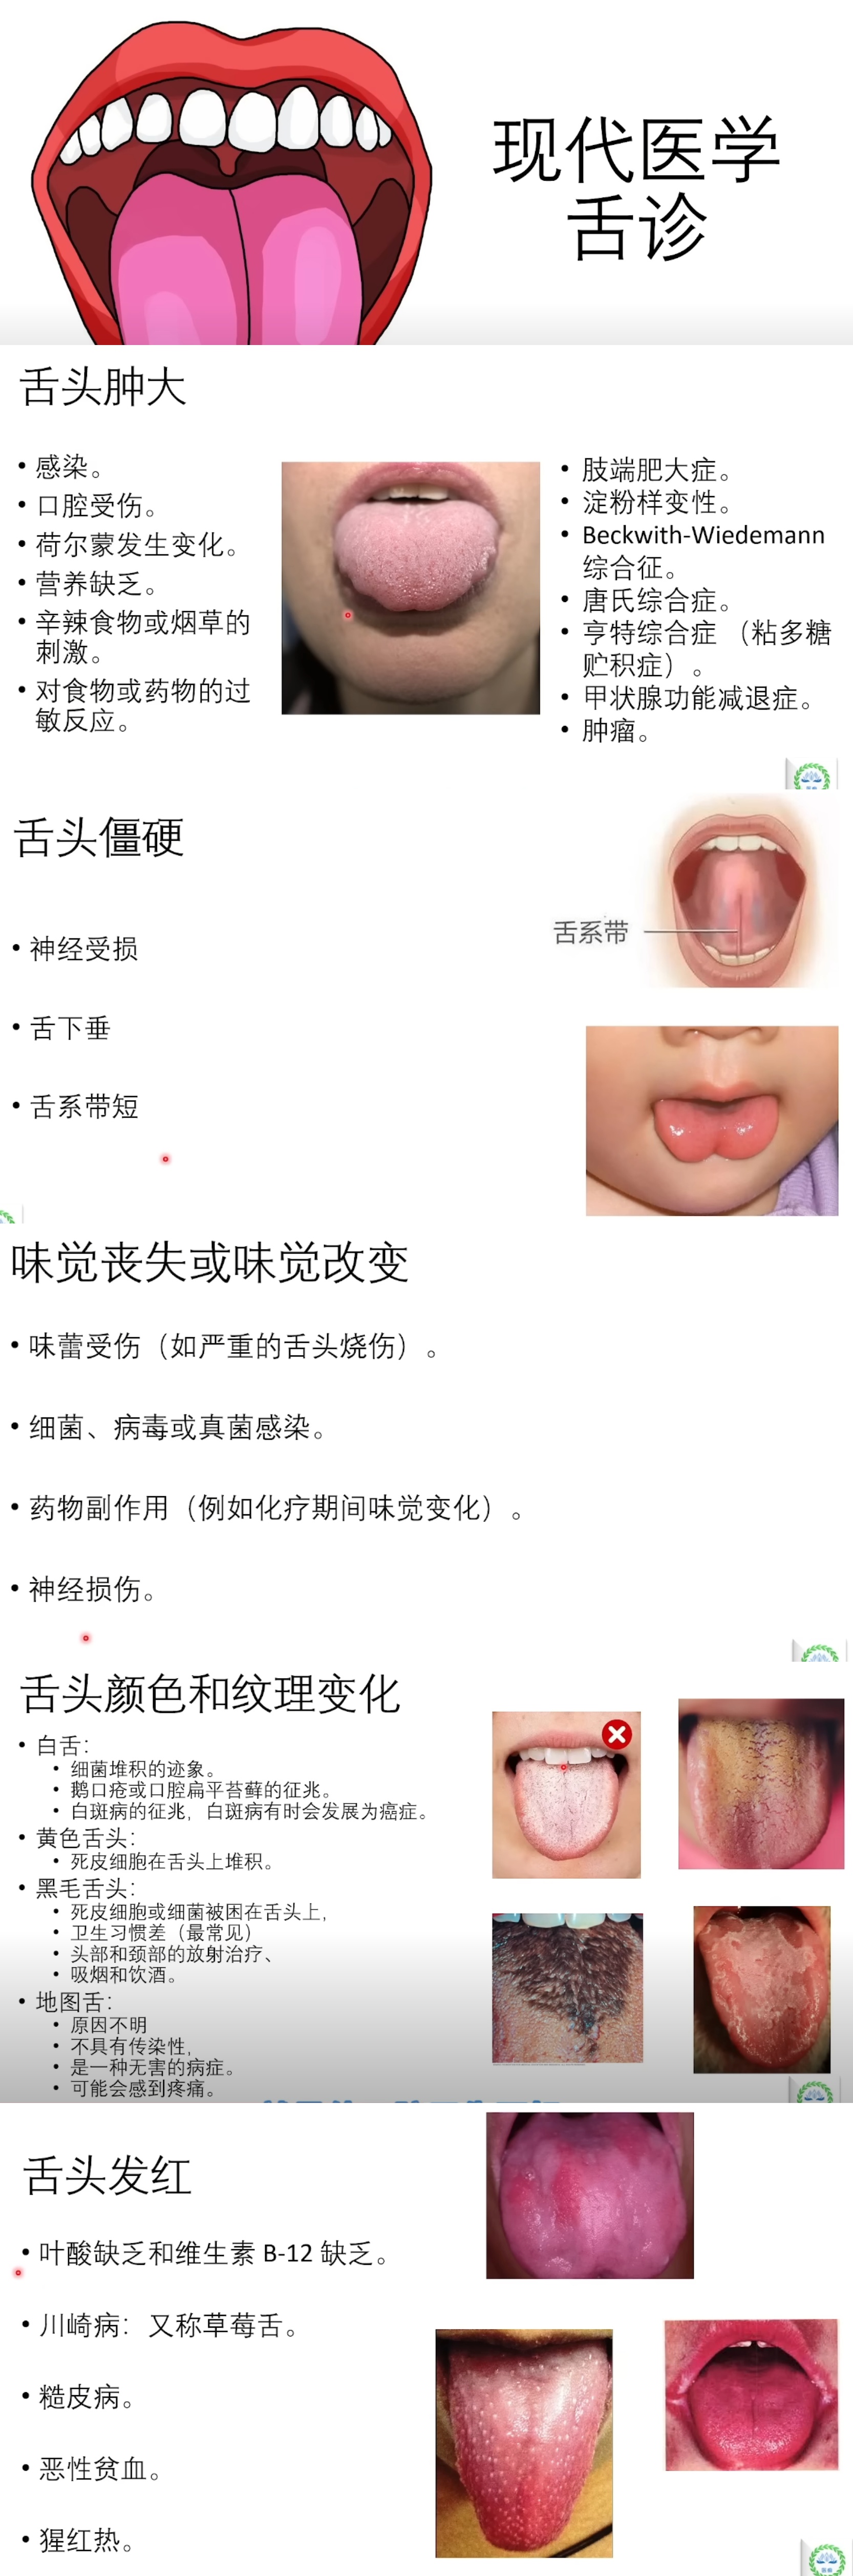 现代医学
舌诊
舌头肿大
• 感染。
• 口腔受伤。
• 荷尔蒙发生变化。
• 营养缺乏。
• 辛辣食物或烟草的
刺激。
• 对食物或药物的过
敏反应。
• 肢端肥大症。
• 淀粉样变性。
• Beckwith-Wiedemann
综合征。
• 唐氏综合症。
• 亨特综合症 （粘多糖
贮积症）。
• 甲状腺功能减退症。
• 肿瘤。
舌头僵硬
• 神经受损
• 舌下垂
• 舌系带短
舌系带
味觉丧失或味觉改变
• 味蕾受伤（如严重的舌头烧伤）。
• 细菌、病毒或真菌感染。
• 药物副作用（例如化疗期间味觉变化）。
• 神经损伤。
舌头颜色和纹理变化
• 白舌：
• 细菌堆积的迹象。
• 鹅口疮或口腔扁平苔藓的征兆。
• 白斑病的征兆，白斑病有时会发展为癌症。
• 黄色舌头：
• 死皮细胞在舌头上堆积。
• 黑毛舌头：
• 死皮细胞或细菌被困在舌头上，
• 卫生习惯差（最常见）
• 头部和颈部的放射治疗、
• 吸烟和饮酒。
• 地图舌：
• 原因不明
• 不具有传染性，
• 是一种无害的病症。
• 可能会感到疼痛。
舌头发红
• 叶酸缺乏和维生素 B-12 缺乏。
• 川崎病：又称草莓舌。
• 糙皮病。
• 恶性贫血。
• 猩红热。